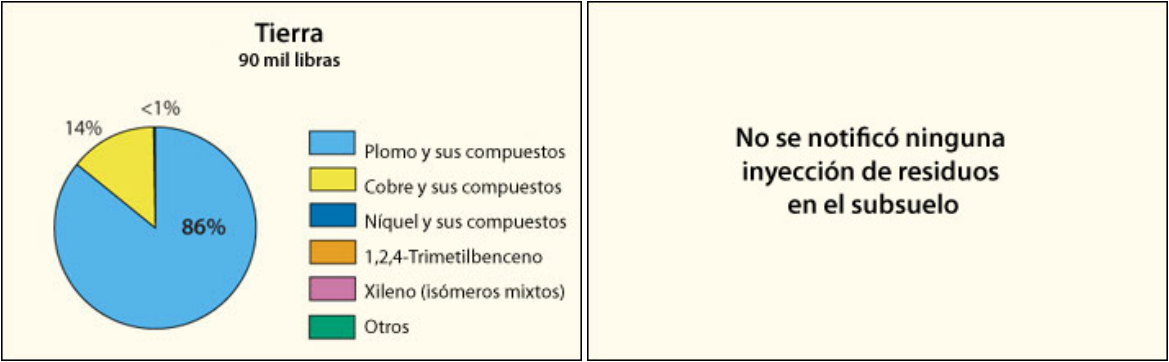 Tierra
90 mil libras
<1%
14%
86%
Plomo y sus compuestos
Cobre y sus compuestos
Níquel y sus compuestos
1,2,4-Trimetilbenceno
Xileno (isómeros mixtos)
Otros
No se notificó ninguna
inyección de residuos
en el subsuelo